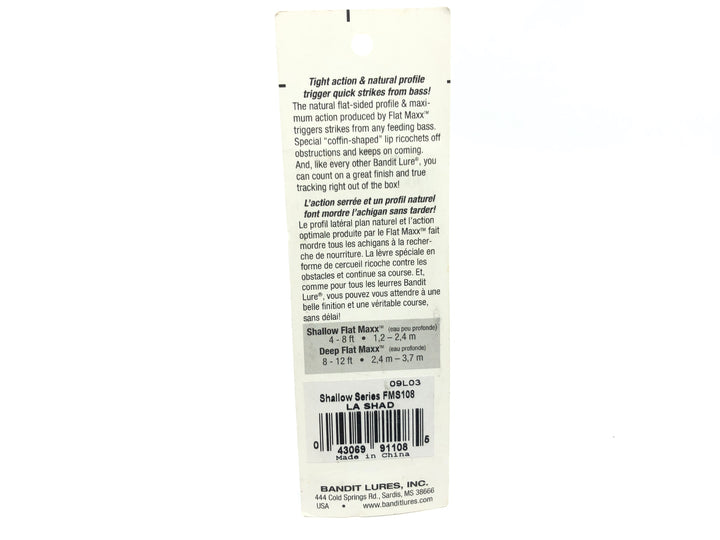 Tight action & natural profile
trigger quick strikes from bass!
The natural flat-sided profile & maxi-
mum action produced by Flat Maxx™
triggers strikes from any feeding bass.
Special “coffin-shaped” lip ricochets off
obstructions and keeps on coming.
And, like every other Bandit Lure®, you
can count on a great finish and true
tracking right out of the box!
L’action serrée et un profil naturel
font mordre l’achigan sans tarder!
Le profil latéral plan naturel et l’action
optimale produite par le Flat Maxx™ fait
mordre tous les achigans à la recher-
che de nourriture. La lèvre spéciale en
forme de cercueil ricoche contre les
obstacles et continue sa course. Et,
comme pour tous les leurres Bandit
Lure®, vous pouvez vous attendre à une
belle finition et une véritable course,
sans délai!
Shallow Flat Maxx™ (eau peu profonde)
4 - 8 ft • 1,2 – 2,4 m
Deep Flat Maxx™ (eau profonde)
8 - 12 ft • 2,4 m – 3,7 m
09L03
Shallow Series FMS108
LA SHAD
0 43069 91108 5
Made in China
BANDIT LURES, INC.
444 Cold Springs Rd., Sardis, MS 38666
USA • www.banditlures.com